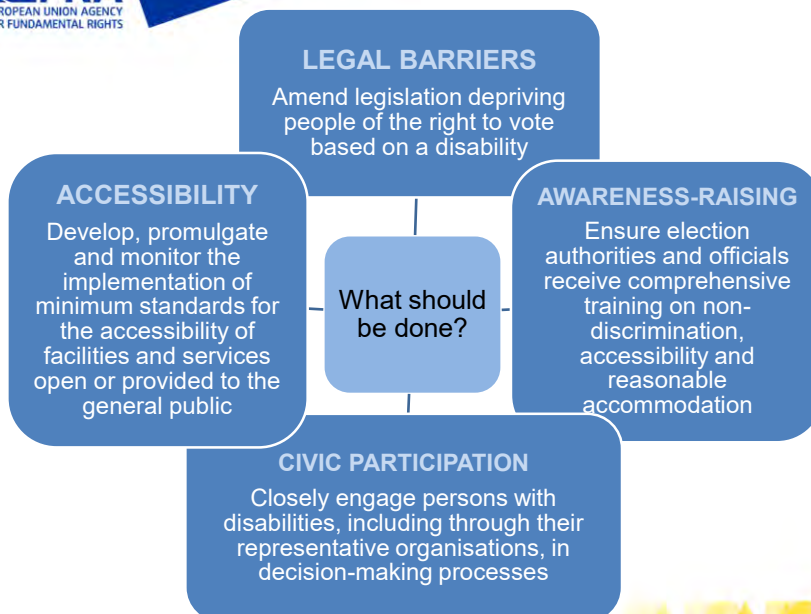 EUROPEAN UNION AGENCY
FOR FUNDAMENTAL RIGHTS
LEGAL BARRIERS
Amend legislation depriving
people of the right to vote
based on a disability
ACCESSIBILITY
Develop, promulgate
and monitor the
implementation of
minimum standards for
the accessibility of
facilities and services
open or provided to the
general public
What should
be done?
AWARENESS-RAISING
Ensure election
authorities and officials
receive comprehensive
training on non-
discrimination,
accessibility and
reasonable
accommodation
CIVIC PARTICIPATION
Closely engage persons with
disabilities, including through their
representative organisations, in
decision-making processes